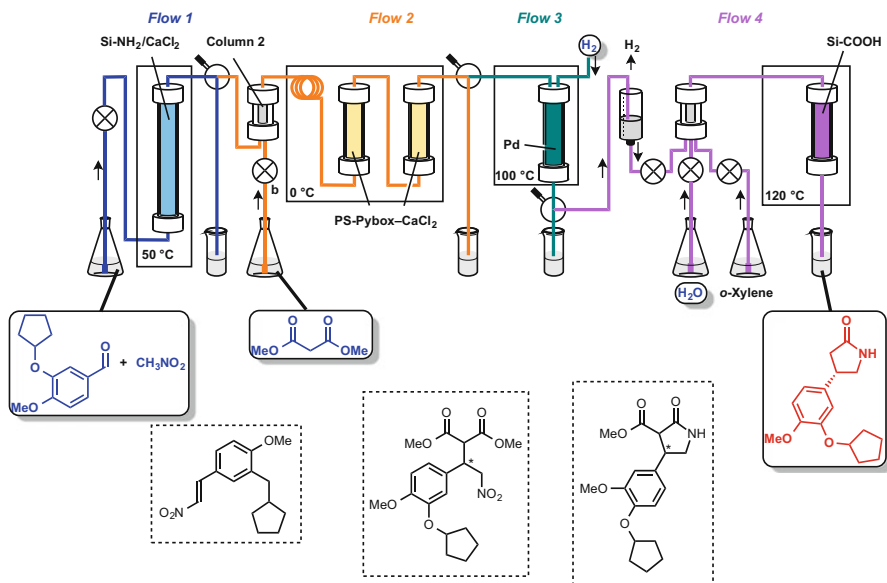 Flow 1
Flow 2
Flow 3
Flow 4
Si-NH₂/CaCl₂
Column 2
H₂
H₂
Si-COOH
Pd
b
0 °C
100 °C
120 °C
50 °C
PS-Pybox–CaCl₂
H₂O
o-Xylene
O
O
MeO
+ CH₃NO₂
O
O
MeO
OMe
O
NH
MeO
O
OMe
O₂N
O
O
MeO
OMe
*
NO₂
MeO
O
O
O
MeO
NH
*
MeO
O